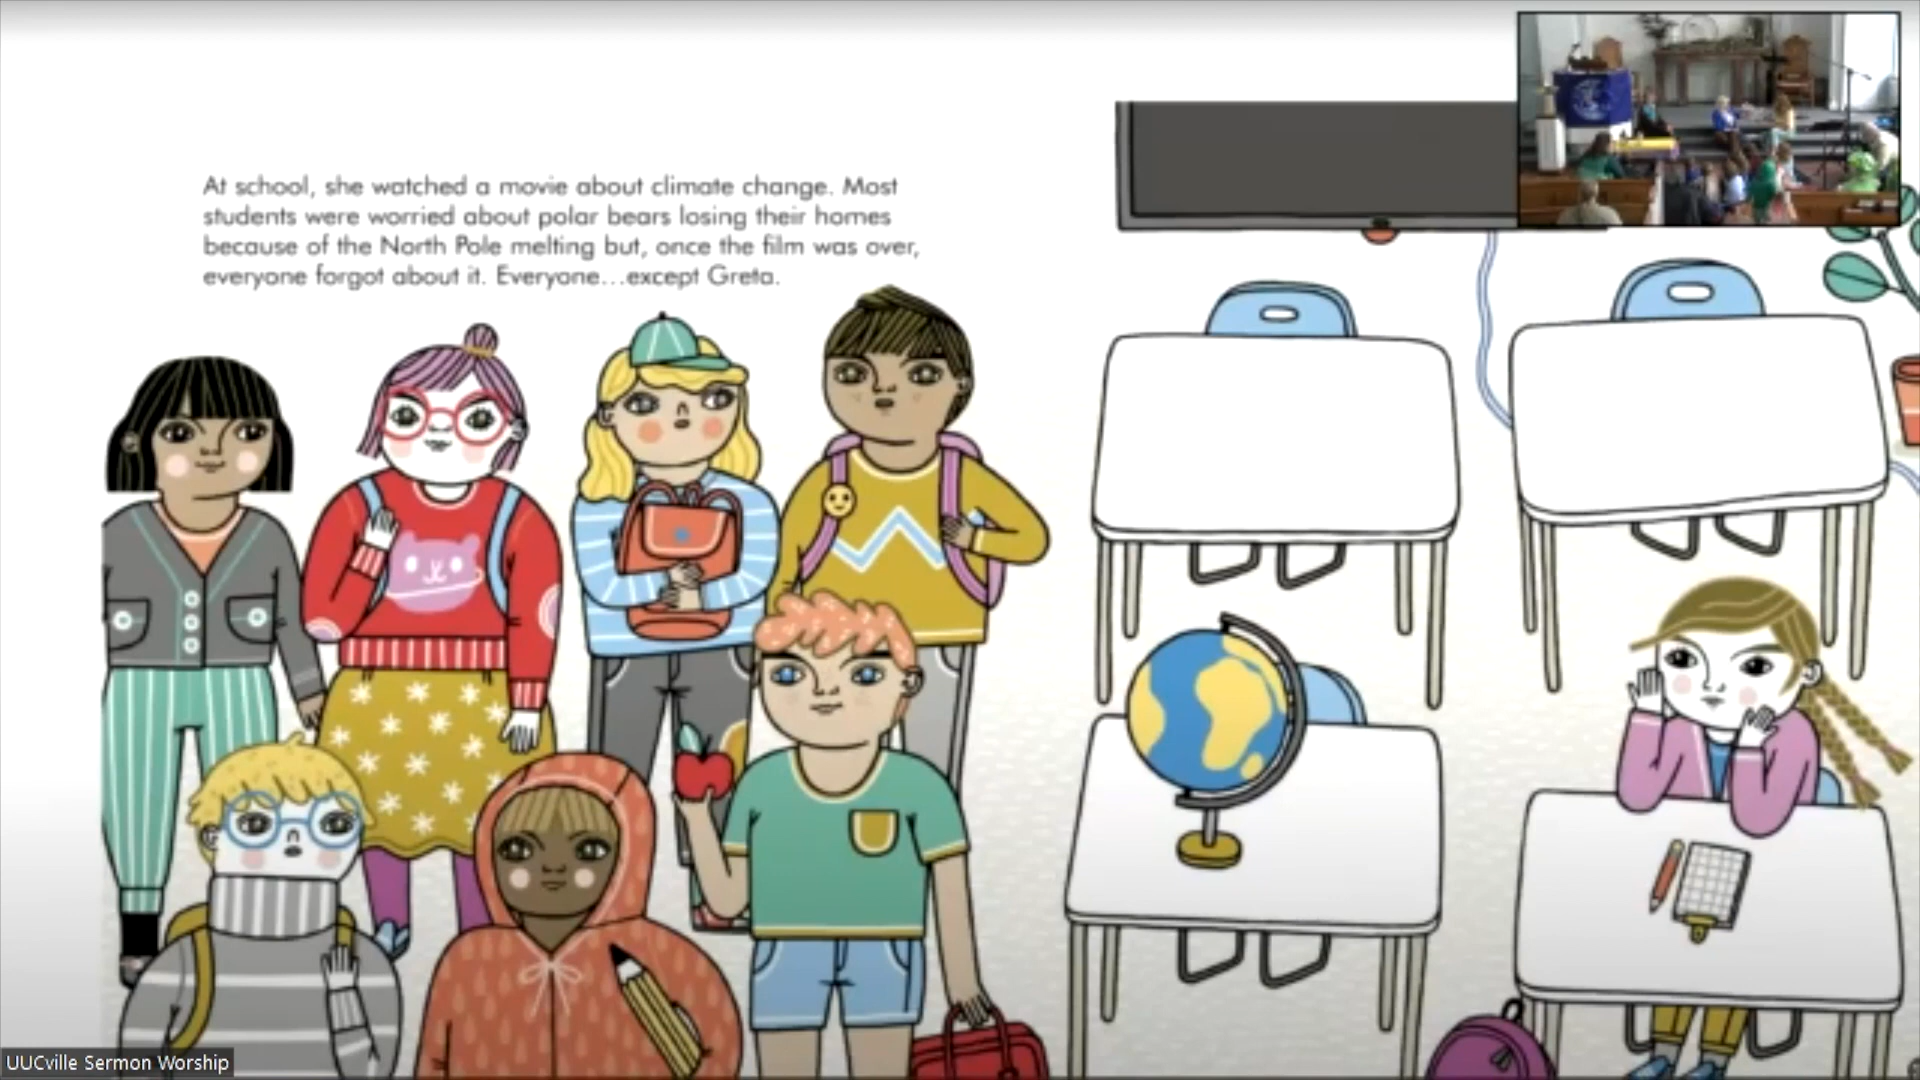 At school, she watched a movie about climate change. Most
students were worried about polar bears losing their homes
because of the North Pole melting but, once the film was over,
everyone forgot about it. Everyone...except Greta.
UUCville Sermon Worship